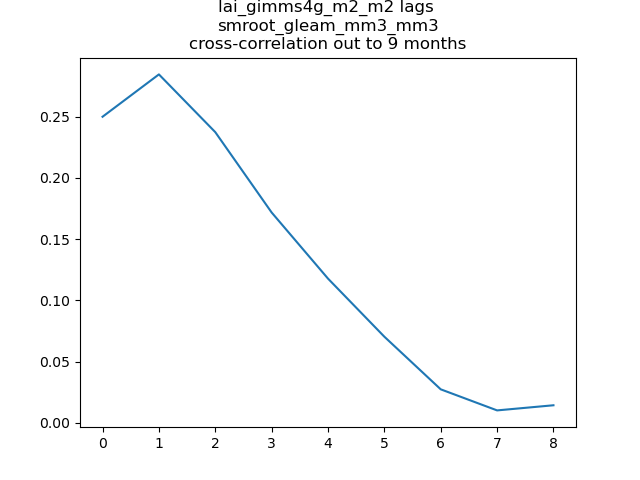 lai_gimms4g_m2_m2 lags
smroot_gleam_mm3_mm3
cross-correlation out to 9 months
0.25
0.20
0.15
0.10
0.05
0.00
0 1 2 3 4 5 6 7 8